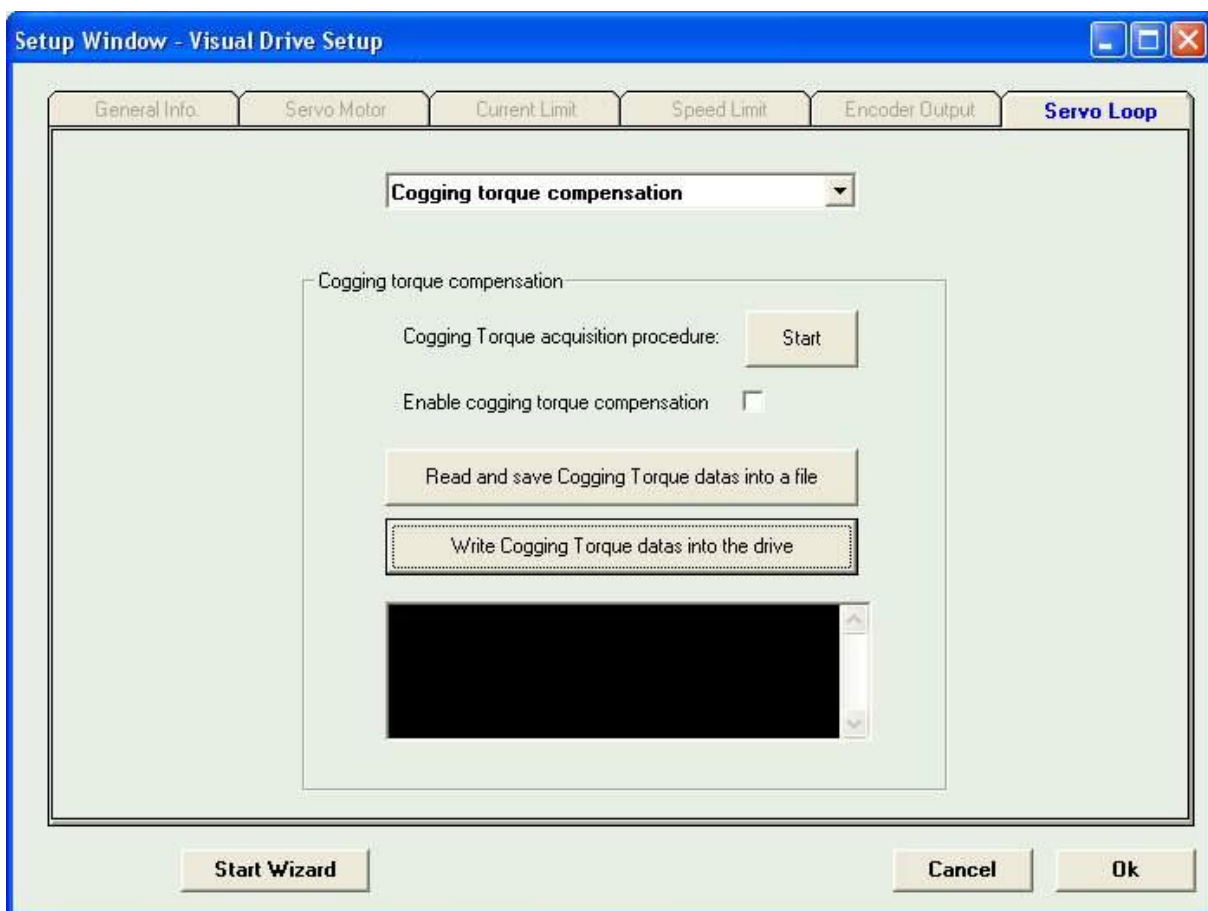 Setup Window - Visual Drive Setup
General Info. Servo Motor Current Limit Speed Limit Encoder Output Servo Loop
Cogging torque compensation
Cogging torque compensation
Cogging Torque acquisition procedure: Start
Enable cogging torque compensation
Read and save Cogging Torque datas into a file
Write Cogging Torque datas into the drive
Start Wizard Cancel Ok